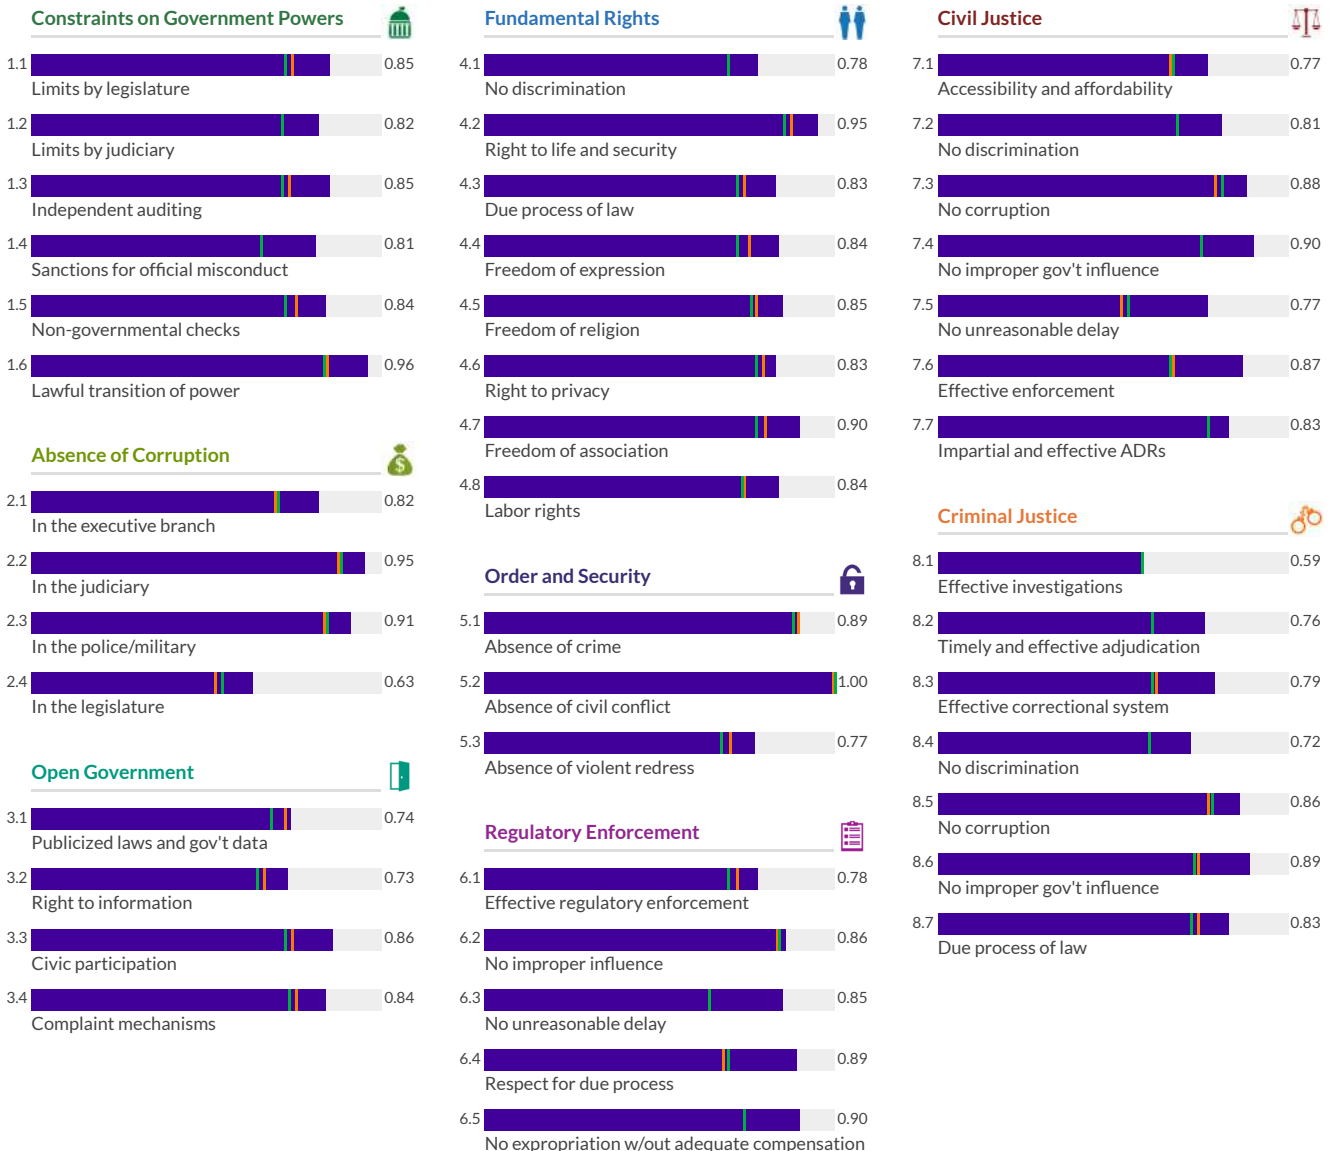 Constraints on Government Powers
1.1 0.85
Limits by legislature
1.2 0.82
Limits by judiciary
1.3 0.85
Independent auditing
1.4 0.81
Sanctions for official misconduct
1.5 0.84
Non-governmental checks
1.6 0.96
Lawful transition of power
Absence of Corruption
$
2.1 0.82
In the executive branch
2.2 0.95
In the judiciary
2.3 0.91
In the police/military
2.4 0.63
In the legislature
Open Government
3.1 0.74
Publicized laws and gov't data
3.2 0.73
Right to information
3.3 0.86
Civic participation
3.4 0.84
Complaint mechanisms
Fundamental Rights
4.1 0.78
No discrimination
4.2 0.95
Right to life and security
4.3 0.83
Due process of law
4.4 0.84
Freedom of expression
4.5 0.85
Freedom of religion
4.6 0.83
Right to privacy
4.7 0.90
Freedom of association
4.8 0.84
Labor rights
Order and Security
5.1 0.89
Absence of crime
5.2 1.00
Absence of civil conflict
5.3 0.77
Absence of violent redress
Regulatory Enforcement
6.1 0.78
Effective regulatory enforcement
6.2 0.86
No improper influence
6.3 0.85
No unreasonable delay
6.4 0.89
Respect for due process
6.5 0.90
No expropriation w/out adequate compensation
Civil Justice
7.1 0.77
Accessibility and affordability
7.2 0.81
No discrimination
7.3 0.88
No corruption
7.4 0.90
No improper gov't influence
7.5 0.77
No unreasonable delay
7.6 0.87
Effective enforcement
7.7 0.83
Impartial and effective ADRs
Criminal Justice
8.1 0.59
Effective investigations
8.2 0.76
Timely and effective adjudication
8.3 0.79
Effective correctional system
8.4 0.72
No discrimination
8.5 0.86
No corruption
8.6 0.89
No improper gov't influence
8.7 0.83
Due process of law